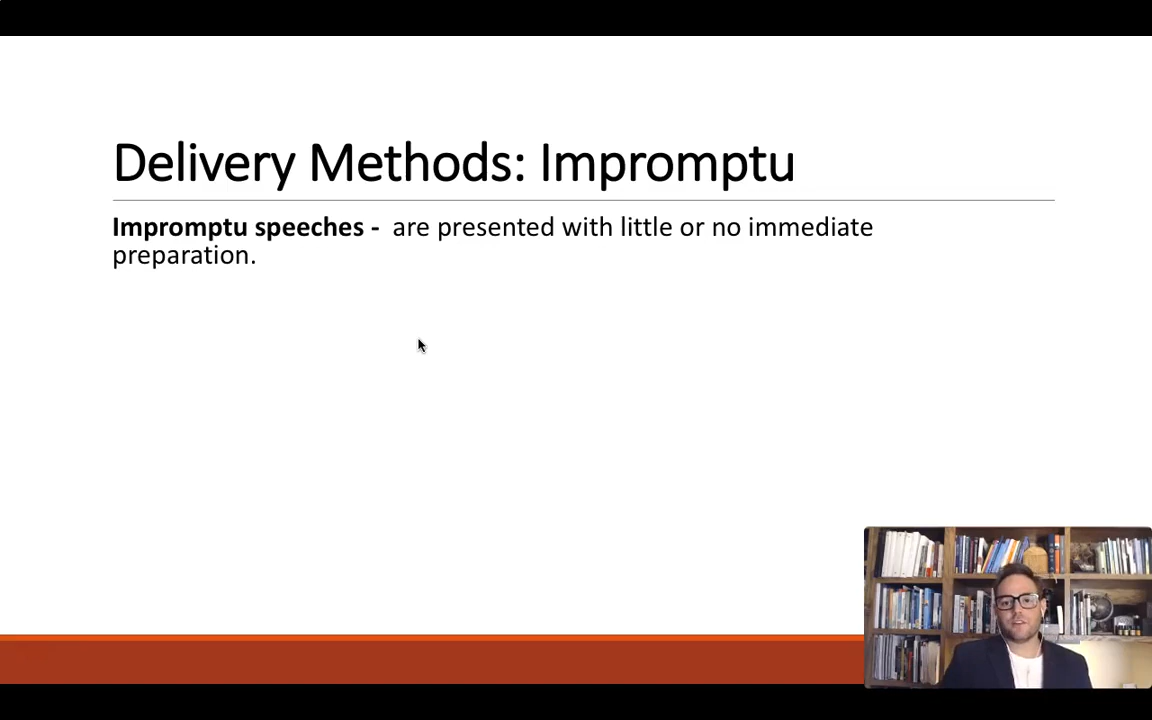 Delivery Methods: Impromptu
Impromptu speeches - are presented with little or no immediate
preparation.